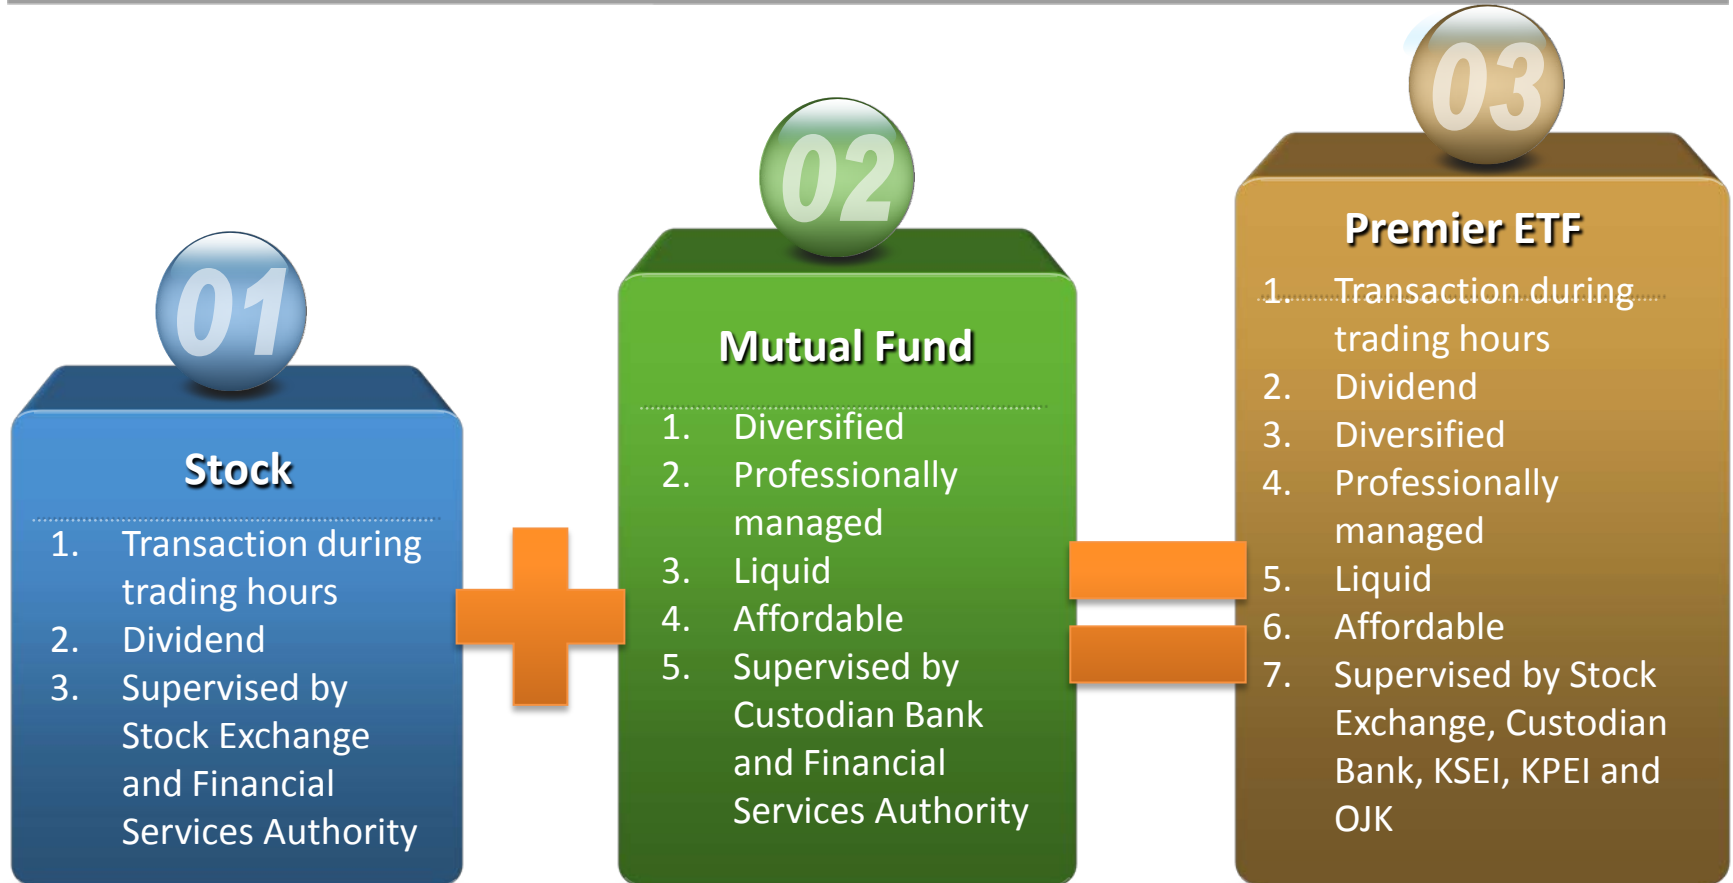 01
Stock
1. Transaction during
trading hours
2. Dividend
3. Supervised by
Stock Exchange
and Financial
Services Authority
02
Mutual Fund
1. Diversified
2. Professionally
managed
3. Liquid
4. Affordable
5. Supervised by
Custodian Bank
and Financial
Services Authority
03
Premier ETF
1. Transaction during
trading hours
2. Dividend
3. Diversified
4. Professionally
managed
5. Liquid
6. Affordable
7. Supervised by Stock
Exchange, Custodian
Bank, KSEI, KPEI and
OJK